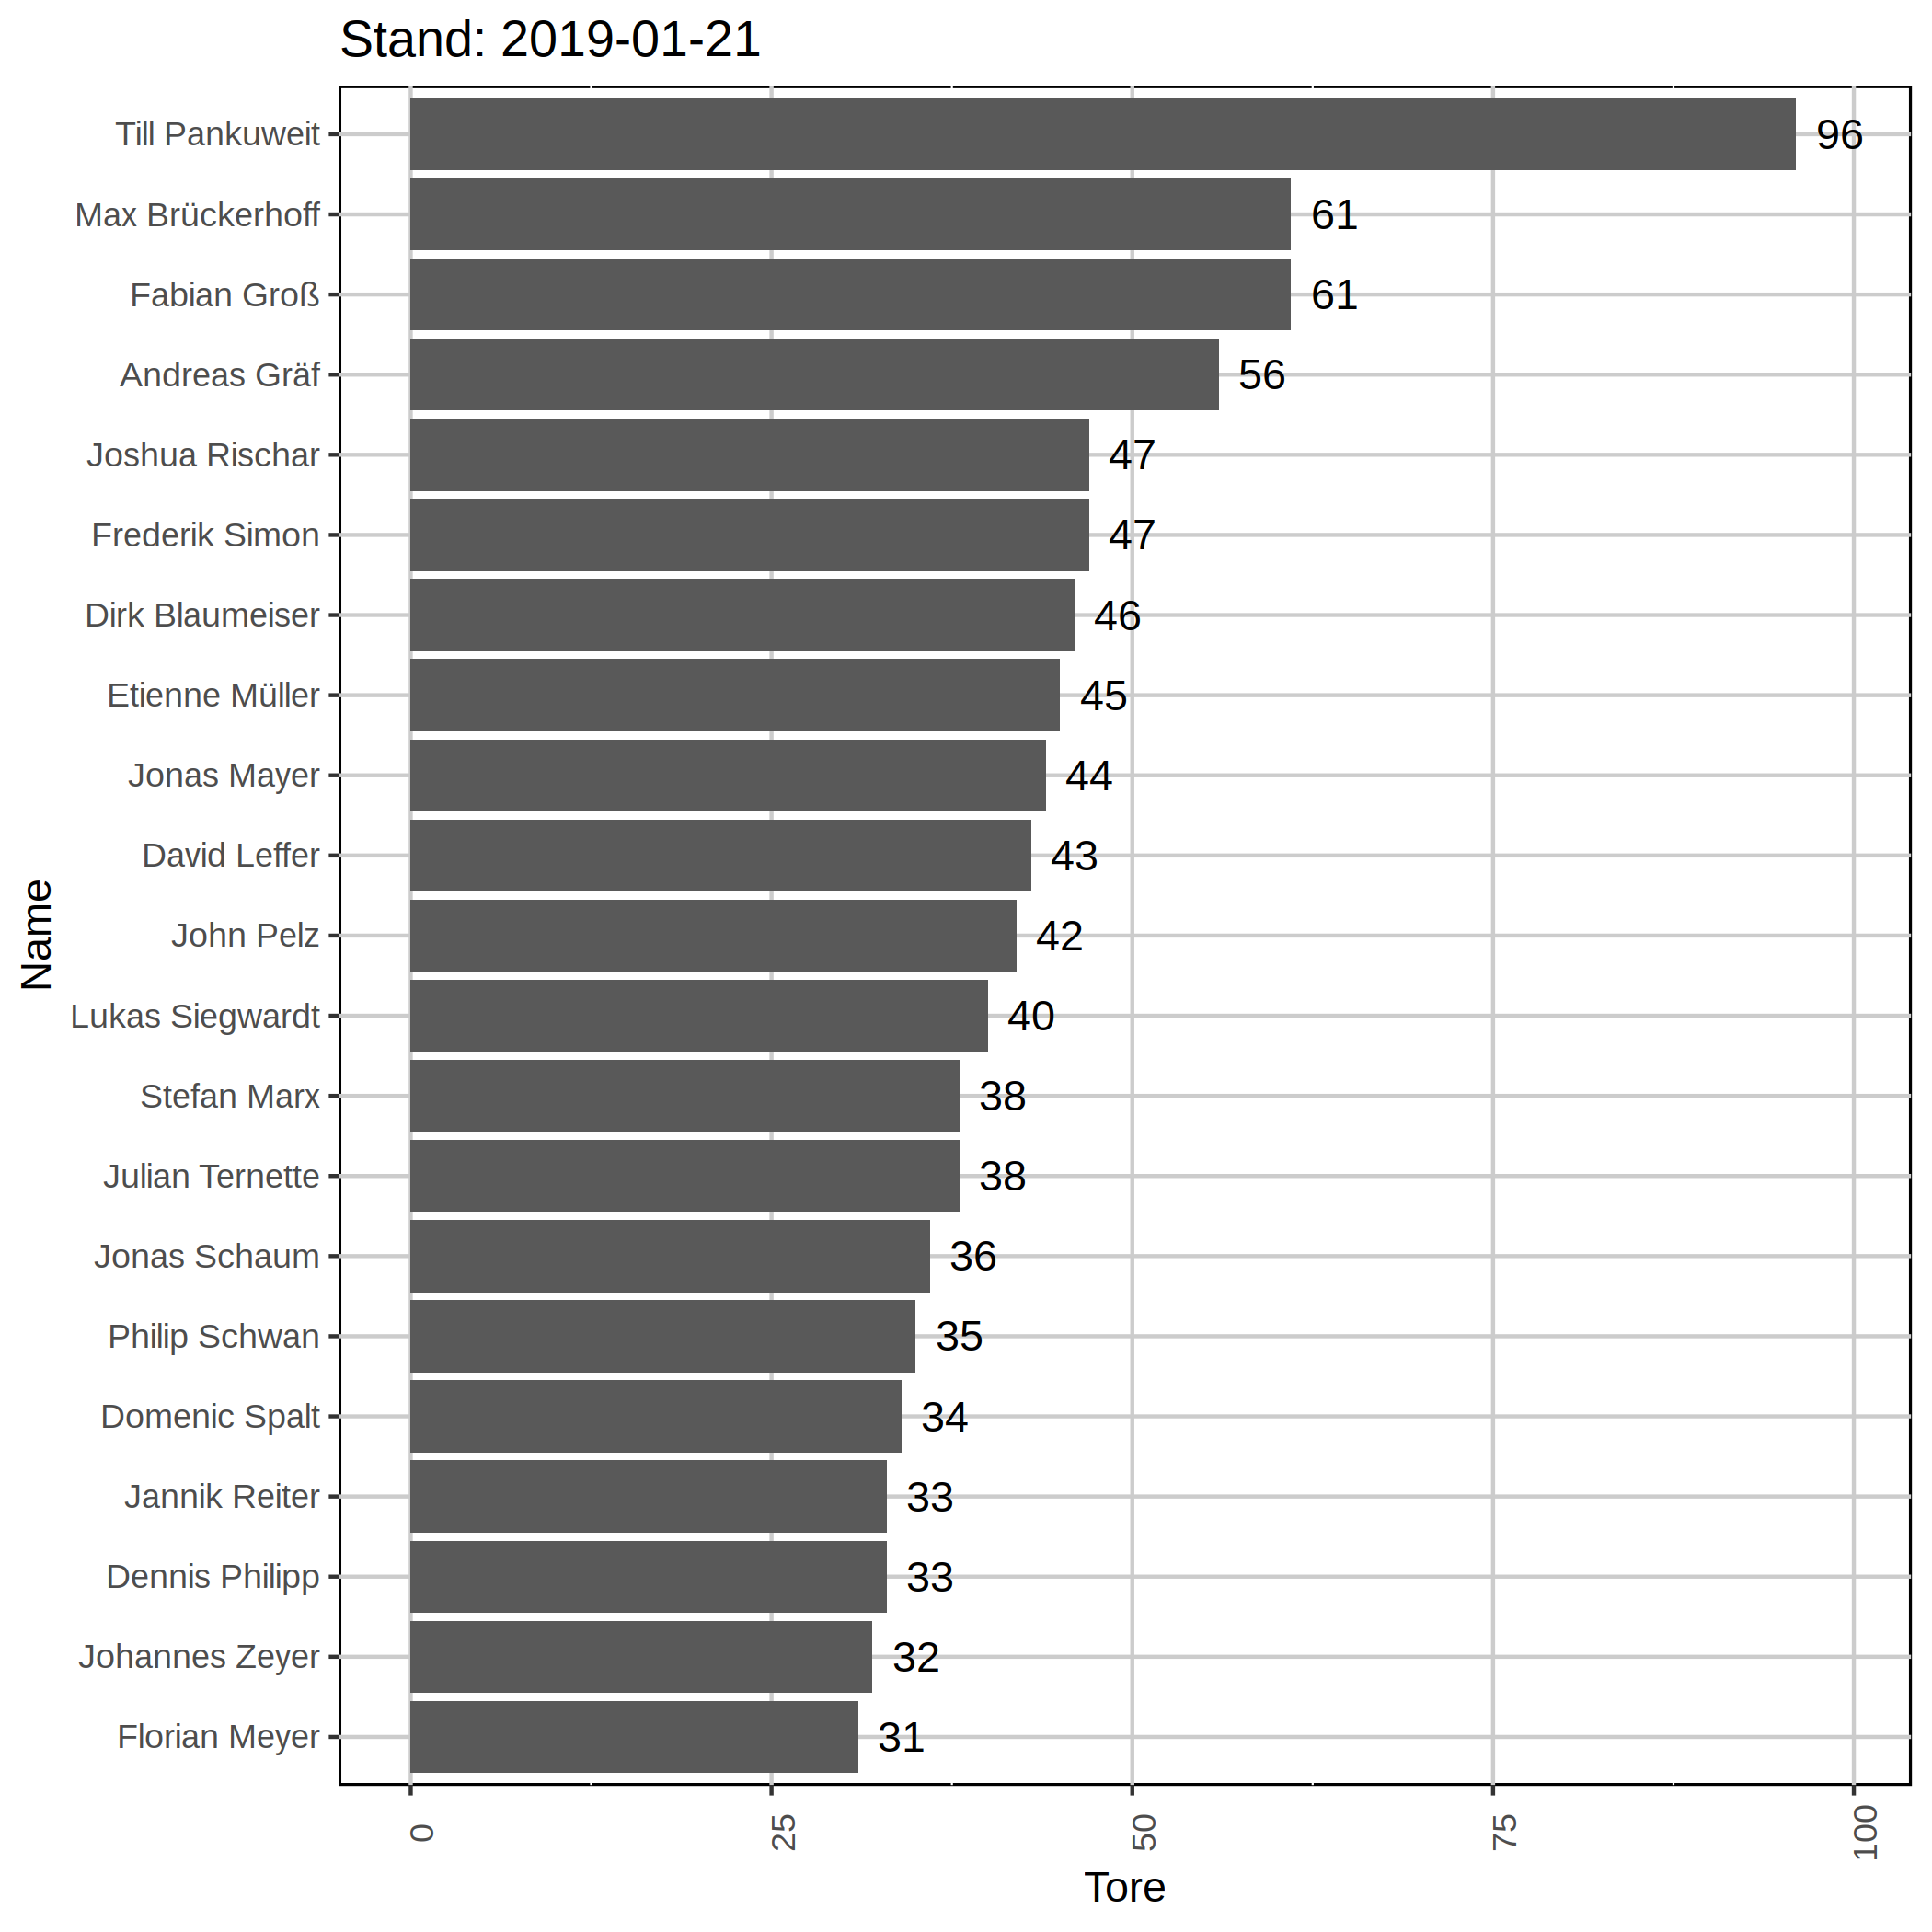 Stand: 2019-01-21
Till Pankuweit 96
Max Brückerhoff 61
Fabian Groß 61
Andreas Gräf 56
Joshua Rischar 47
Frederik Simon 47
Dirk Blaumeiser 46
Etienne Müller 45
Jonas Mayer 44
David Leffer 43
John Pelz 42
Lukas Siegwardt 40
Stefan Marx 38
Julian Ternette 38
Jonas Schaum 36
Philip Schwan 35
Domenic Spalt 34
Jannik Reiter 33
Dennis Philipp 33
Johannes Zeyer 32
Florian Meyer 31
Name
0 25 50 75 100
Tore